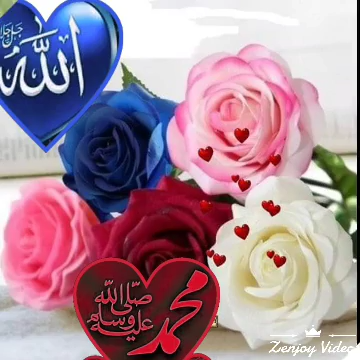 الله
جل جلاله
محمد
صلى الله
عليه وسلم
Zenjoy Video